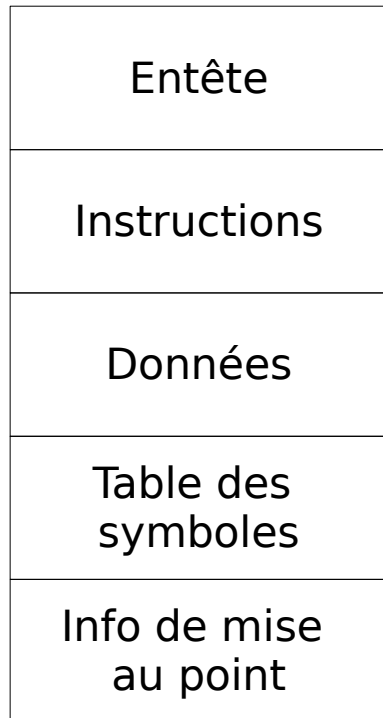 Entête
Instructions
Données
Table des
symboles
Info de mise
au point